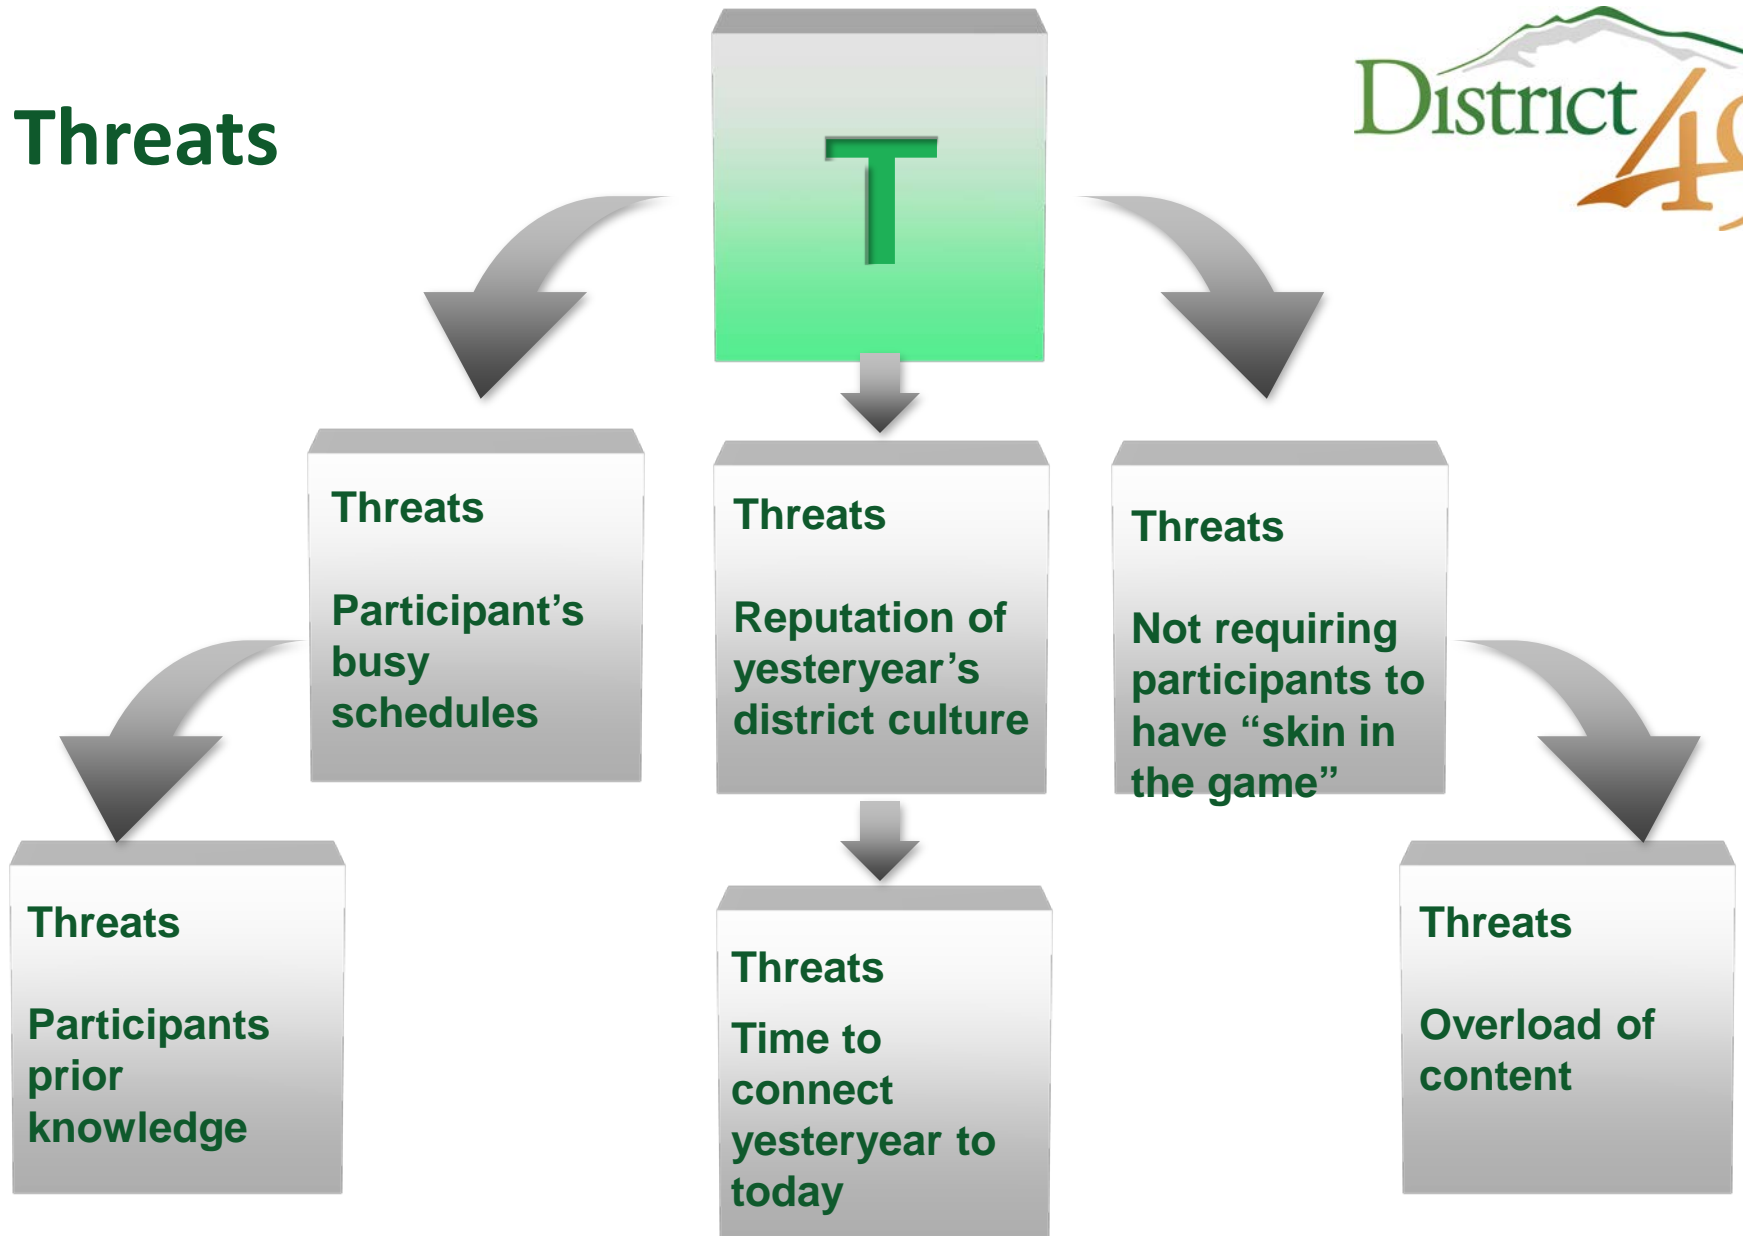 Threats
T
District 49
Threats
Participant’s
busy
schedules
Threats
Reputation of
yesteryear’s
district culture
Threats
Not requiring
participants to
have “skin in
the game”
Threats
Participants
prior
knowledge
Threats
Time to
connect
yesteryear to
today
Threats
Overload of
content